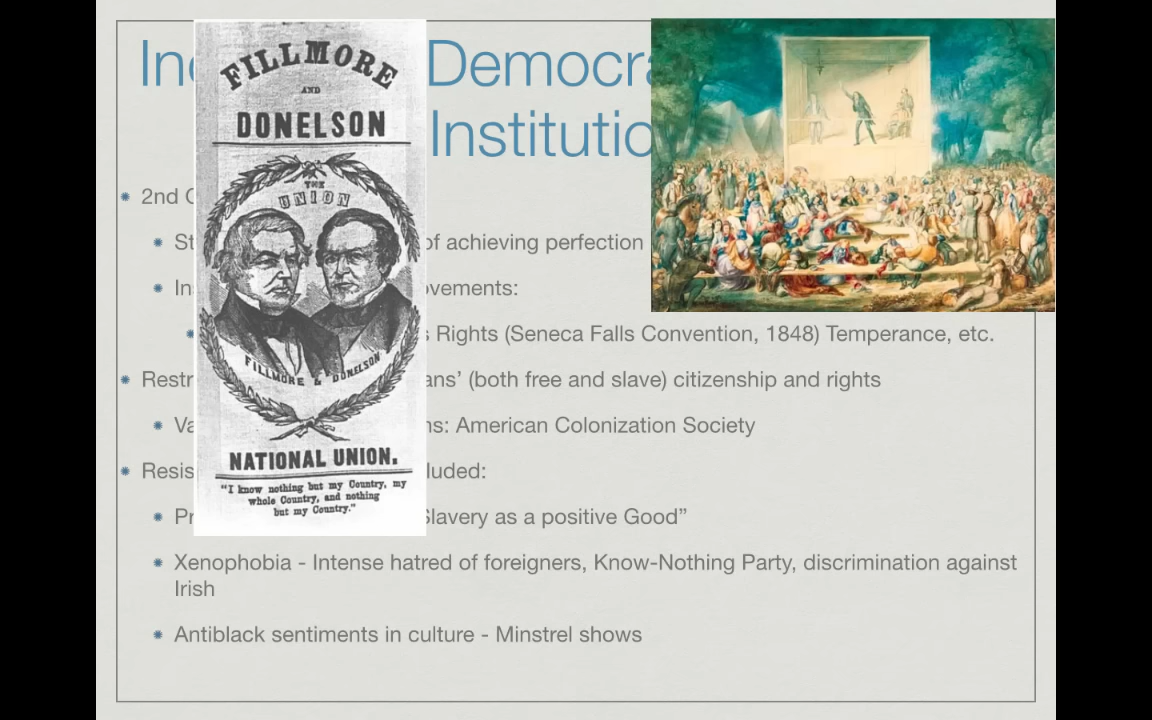 In Democra
Institutio
2nd
St of achieving perfection
In ovements:
s Rights (Seneca Falls Convention, 1848) Temperance, etc.
Restr ans’ (both free and slave) citizenship and rights
Va ns: American Colonization Society
Resis luded:
Pr Slavery as a positive Good”
Xenophobia - Intense hatred of foreigners, Know-Nothing Party, discrimination against
Irish
Antiblack sentiments in culture - Minstrel shows
FILLMORE
AND
DONELSON
THE
UNION
FILLMORE & DONELSON
NATIONAL UNION.
“I know nothing but my Country, my
whole Country, and nothing
but my Country.”